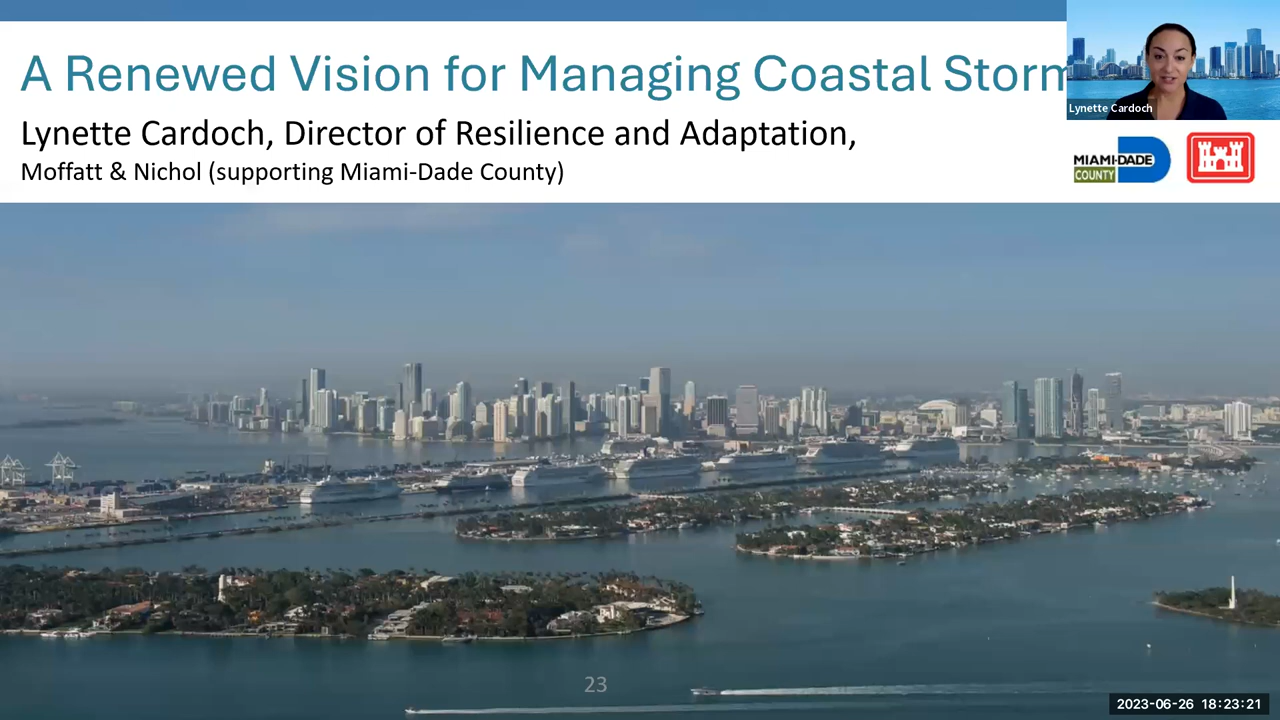 A Renewed Vision for Managing Coastal Storm
Lynette Cardoch
Lynette Cardoch, Director of Resilience and Adaptation,
Moffatt & Nichol (supporting Miami-Dade County)
MIAMI-DADE
COUNTY
23
2023-06-26 18:23:21